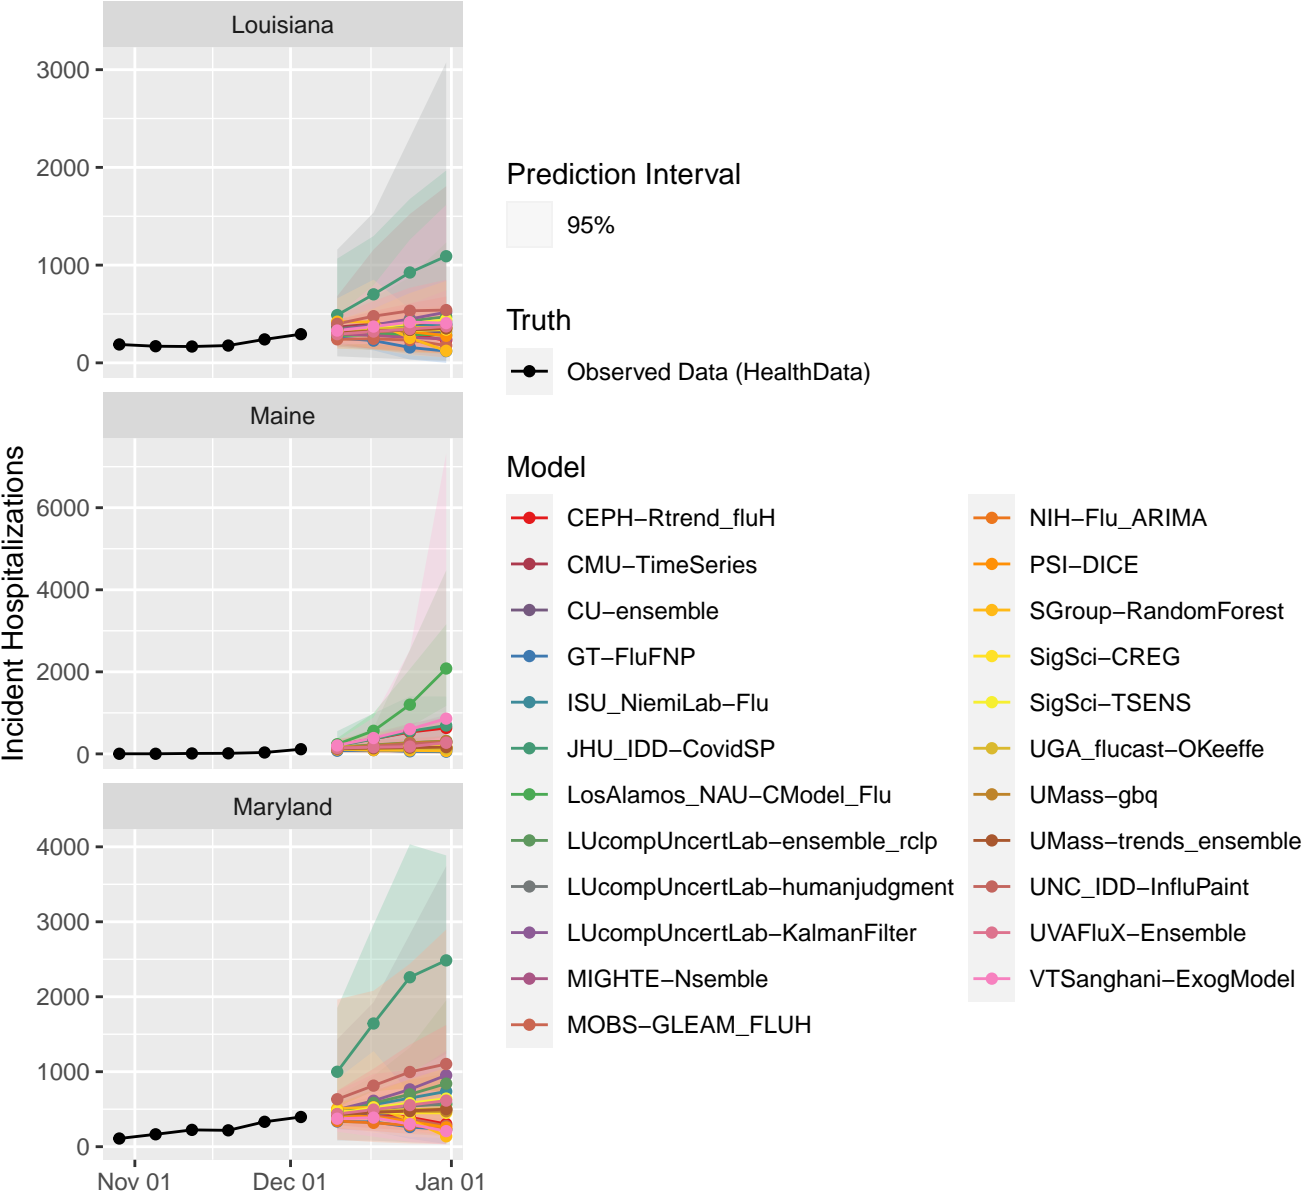 Louisiana
3000
2000
1000
0
Maine
6000
4000
2000
0
Maryland
4000
3000
2000
1000
0
Nov 01
Dec 01
Jan 01
Incident Hospitalizations
Prediction Interval
95%
Truth
Observed Data (HealthData)
Model
CEPH−Rtrend_fluH
CMU−TimeSeries
CU−ensemble
GT−FluFNP
ISU_NiemiLab−Flu
JHU_IDD−CovidSP
LosAlamos_NAU−CModel_Flu
LUcompUncertLab−ensemble_rclp
LUcompUncertLab−humanjudgment
LUcompUncertLab−KalmanFilter
MIGHTE−Nsemble
MOBS−GLEAM_FLUH
NIH−Flu_ARIMA
PSI−DICE
SGroup−RandomForest
SigSci−CREG
SigSci−TSENS
UGA_flucast−OKeeffe
UMass−gbq
UMass−trends_ensemble
UNC_IDD−InfluPaint
UVAFluX−Ensemble
VTSanghani−ExogModel